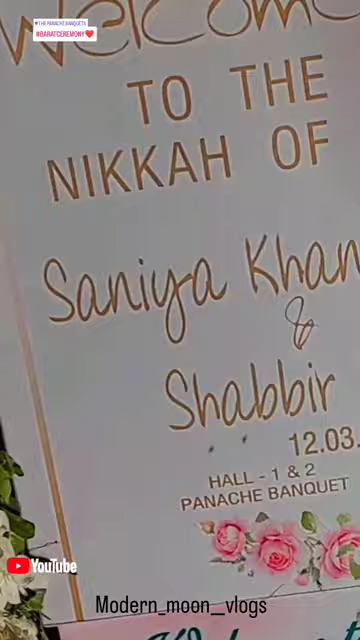 THE PANACHE BANQUETS
#BARATCEREMONY❤️
Welcome
TO THE
NIKKAH OF
Saniya Khan
&
Shabbir
12.03.
HALL - 1 & 2
PANACHE BANQUET
YouTube
Modern_moon_vlogs